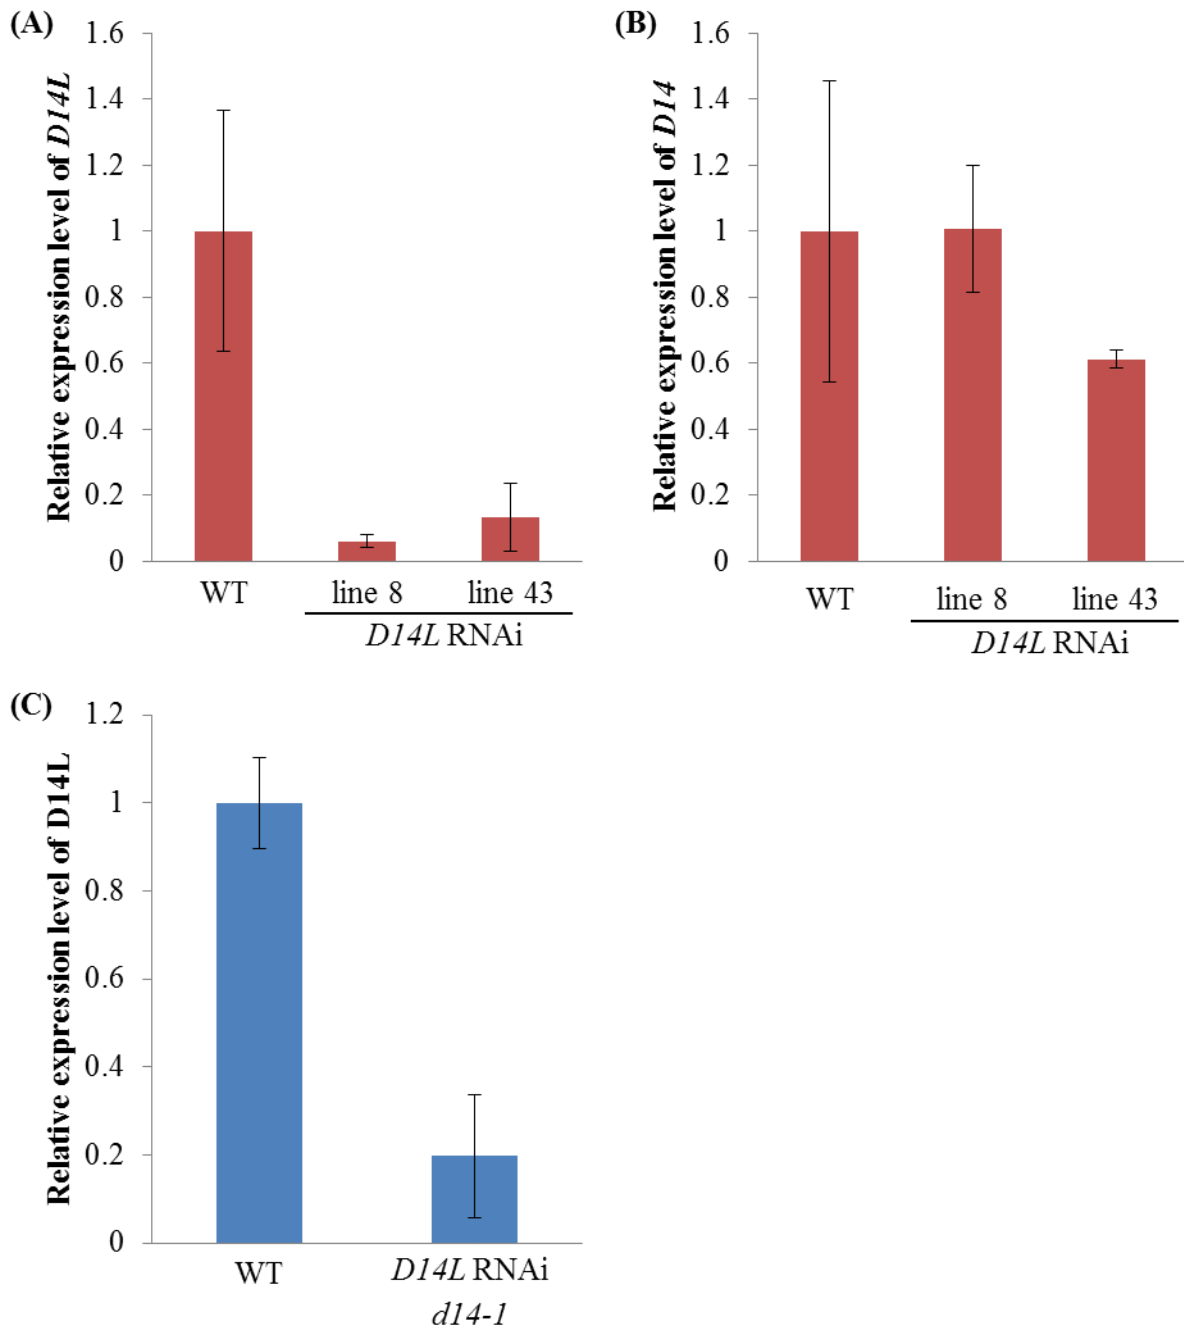 (A)
Relative expression level of D14L
1.6
1.4
1.2
1
0.8
0.6
0.4
0.2
0
WT
line 8
line 43
D14L RNAi
(B)
Relative expression level of D14
1.6
1.4
1.2
1
0.8
0.6
0.4
0.2
0
WT
line 8
line 43
D14L RNAi
(C)
Relative expression level of D14L
1.2
1
0.8
0.6
0.4
0.2
0
WT
D14L RNAi
d14-1